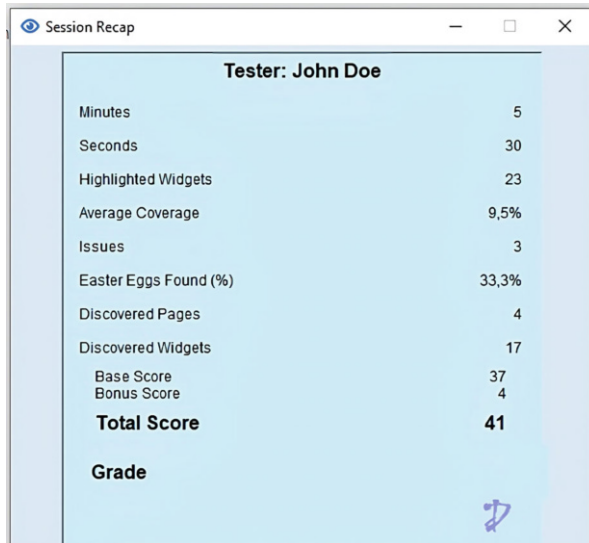 Session Recap
Tester: John Doe
Minutes 5
Seconds 30
Highlighted Widgets 23
Average Coverage 9,5%
Issues 3
Easter Eggs Found (%) 33,3%
Discovered Pages 4
Discovered Widgets 17
Base Score 37
Bonus Score 4
Total Score 41
Grade
D